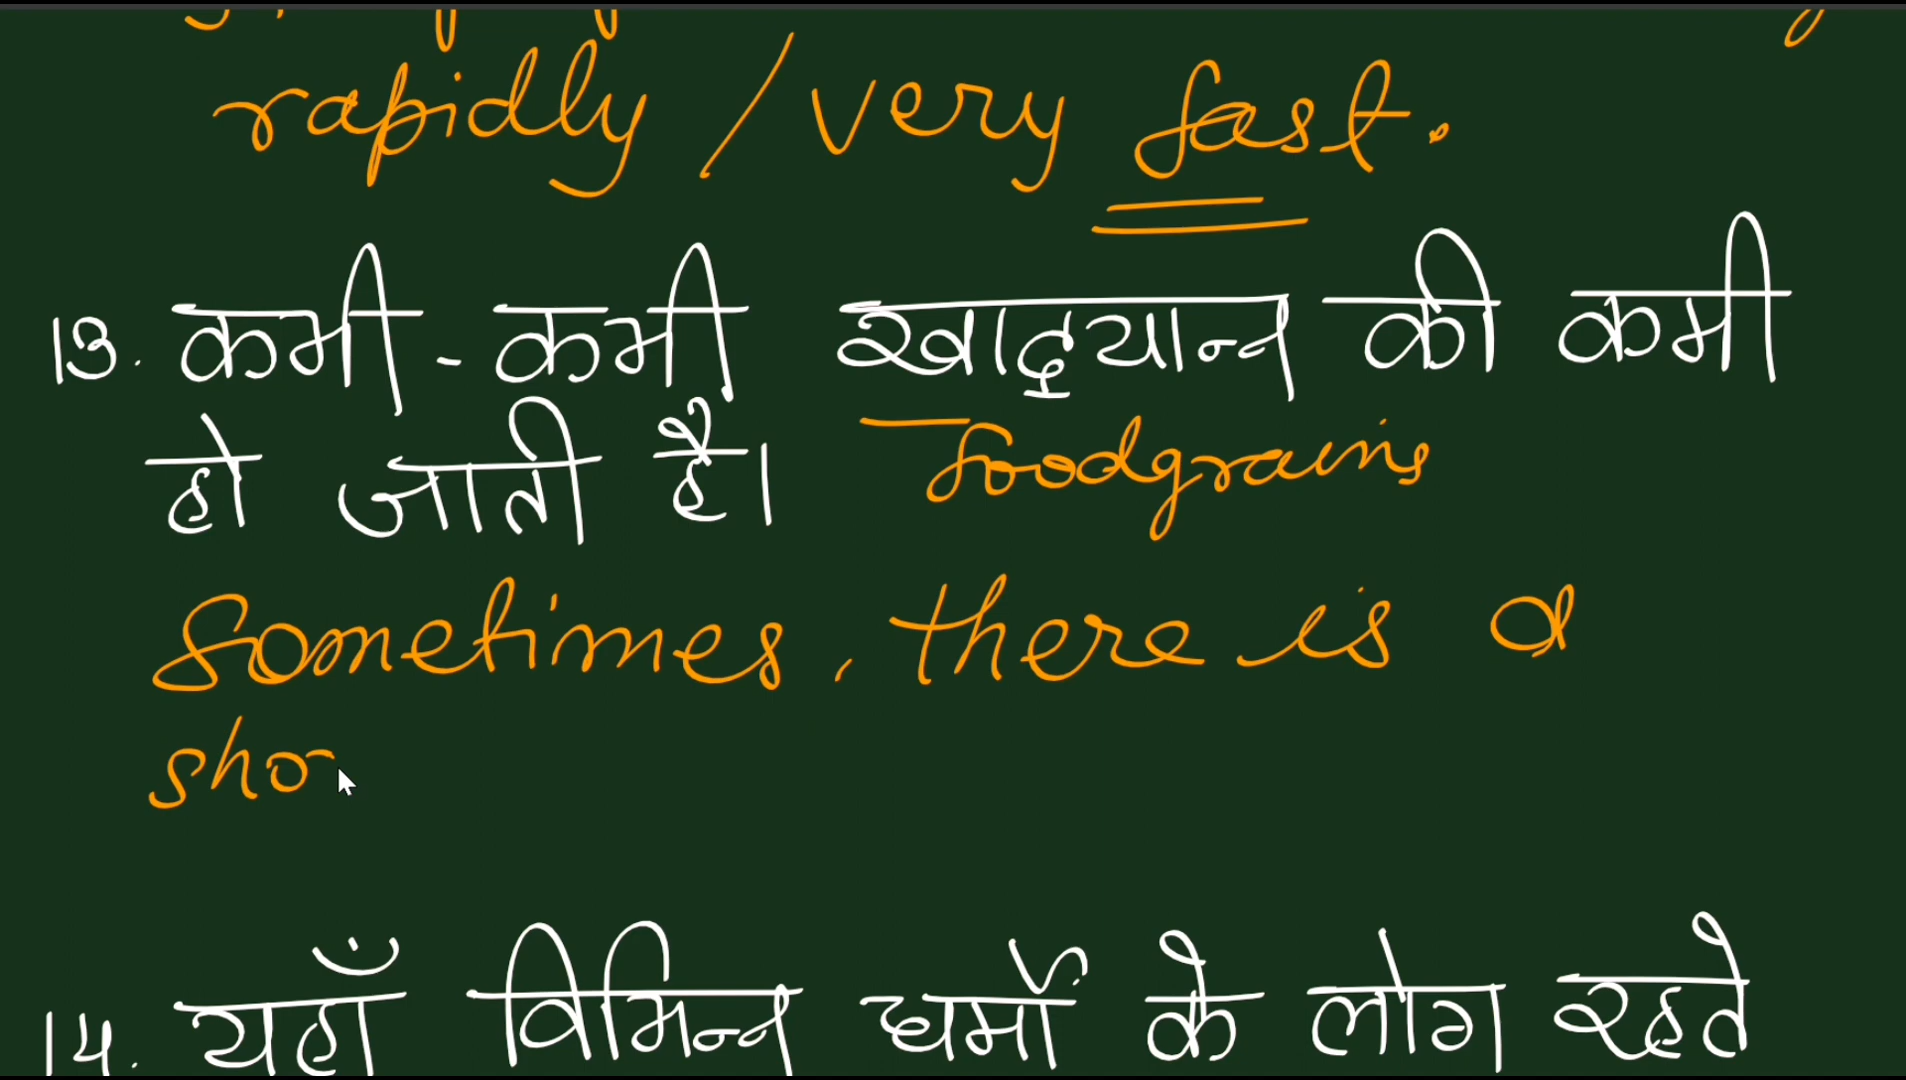 rapidly / very fast.
13. कभी - कभी खाद्यान्न की कमी
हो जाती है।
foodgrains
Sometimes, there is a
sho
14. यहाँ विभिन्न धर्मों के लोग रहते